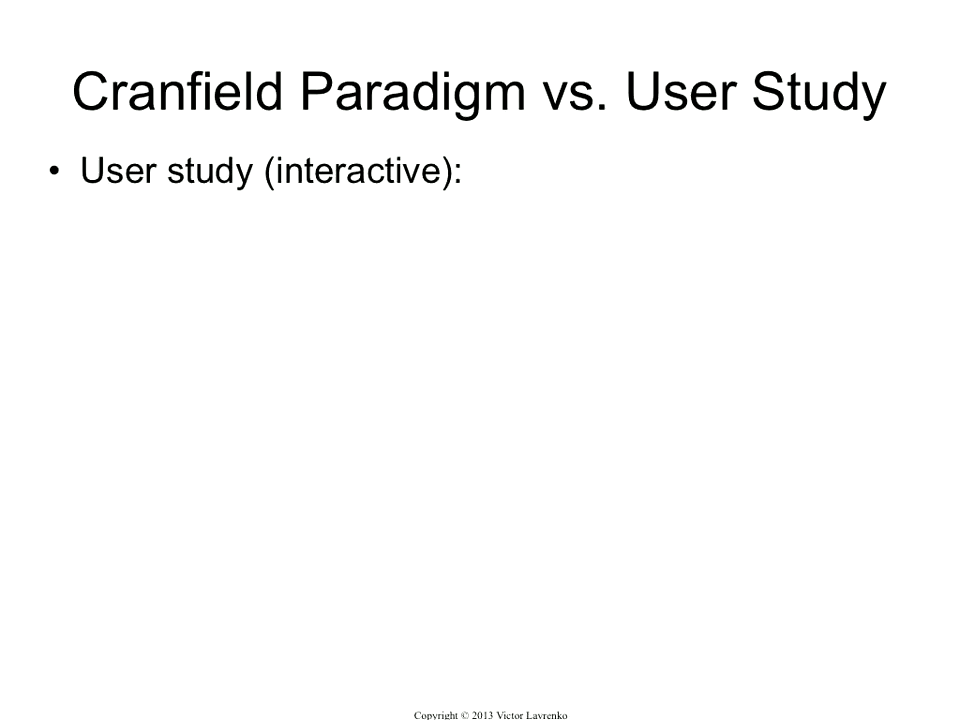 Cranfield Paradigm vs. User Study
• User study (interactive):
Copyright © 2013 Victor Lavrenko